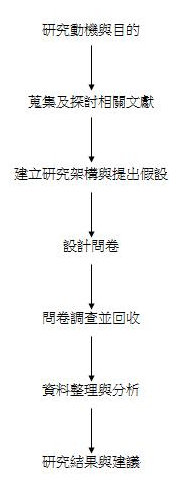 研究動機與目的
蒐集及探討相關文獻
建立研究架構與提出假設
設計問卷
問卷調查並回收
資料整理與分析
研究結果與建議